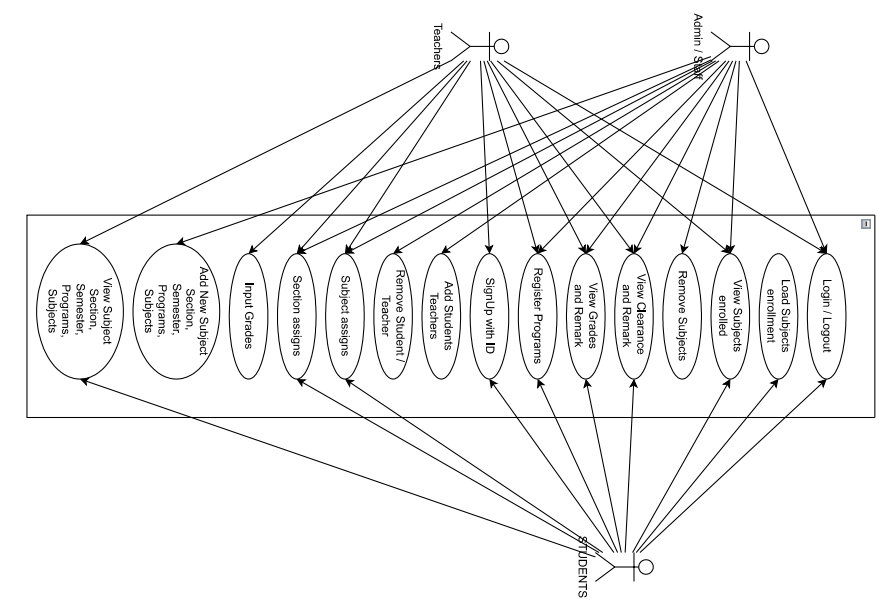 Teachers
Admin / Staff
Login / Logout
Load Subjects
enrollment
View Subjects
enrolled
Remove Subjects
View Clearance
and Remark
View Grades
and Remark
Register Programs
SignUp with ID
Add Students
Teachers
Remove Student /
Teacher
Subject assigns
Section assigns
Input Grades
Add New Subject
Section,
Semester,
Programs,
Subjects
View Subject
Section,
Semester,
Programs,
Subjects
STUDENTS